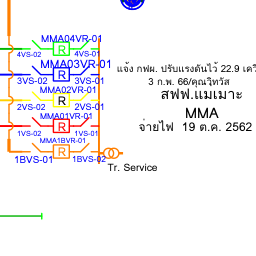 MMA04VR-01
R
4VS-02
4VS-01
MMA03VR-01
R
3VS-02
3VS-01
MMA02VR-01
R
2VS-02
2VS-01
MMA01VR-01
R
1VS-02
1VS-01
MMA1BVR-01
R
1BVS-01
1BVS-02
Tr. Service
แจ้ง กฟผ. ปรับแรงดันไว้ 22.9 เควี
3 ก.พ. 66/คุณวิทวัส
สฟฟ.แม่เมาะ
MMA
จ่ายไฟ 19 ต.ค. 2562